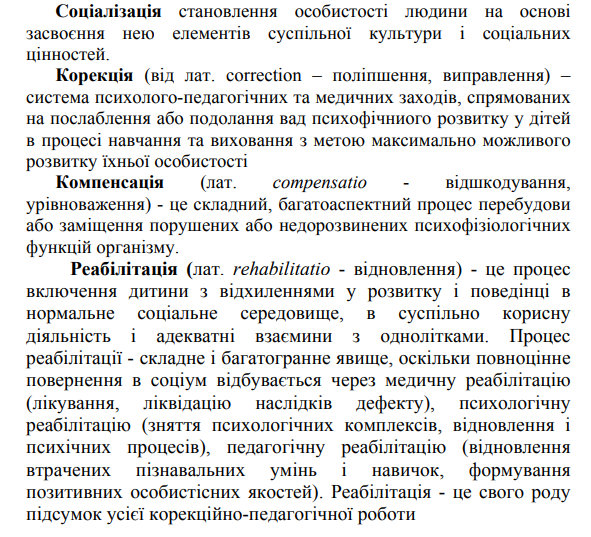 Соціалізація становлення особистості людини на основі
засвоєння нею елементів суспільної культури і соціальних
цінностей.
Корекція (від лат. correction – поліпшення, виправлення) –
система психолого-педагогічних та медичних заходів, спрямованих
на послаблення або подолання вад психофічниого розвитку у дітей
в процесі навчання та виховання з метою максимально можливого
розвитку їхньої особистості
Компенсація (лат. compensatio - відшкодування,
урівноваження) - це складний, багатоаспектний процес перебудови
або заміщення порушених або недорозвинених психофізіологічних
функцій організму.
Реабілітація (лат. rehabilitatio - відновлення) - це процес
включення дитини з відхиленнями у розвитку і поведінці в
нормальне соціальне середовище, в суспільно корисну
діяльність і адекватні взаємини з однолітками. Процес
реабілітації - складне і багатогранне явище, оскільки повноцінне
повернення в соціум відбувається через медичну реабілітацію
(лікування, ліквідацію наслідків дефекту), психологічну
реабілітацію (зняття психологічних комплексів, відновлення і
психічних процесів), педагогічну реабілітацію (відновлення
втрачених пізнавальних умінь і навичок, формування
позитивних особистісних якостей). Реабілітація - це свого роду
підсумок усієї корекційно-педагогічної роботи